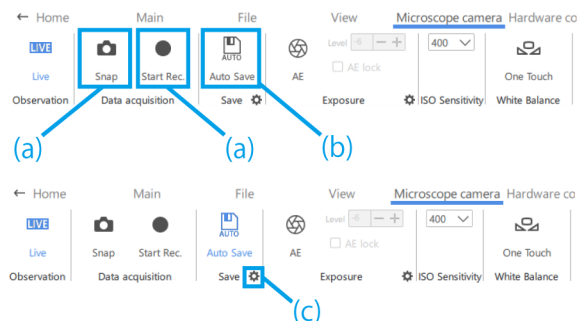 ← Home Main File View Microscope camera Hardware co
LIVE AUTO Level -6 − + 400
AE lock
Live Snap Start Rec. Auto Save AE One Touch
Observation Data acquisition Save Exposure ISO Sensitivity White Balance
(a) (a) (b)
← Home Main File View Microscope camera Hardware co
LIVE AUTO Level -6 − + 400
AE lock
Live Snap Start Rec. Auto Save AE One Touch
Observation Data acquisition Save Exposure ISO Sensitivity White Balance
(c)